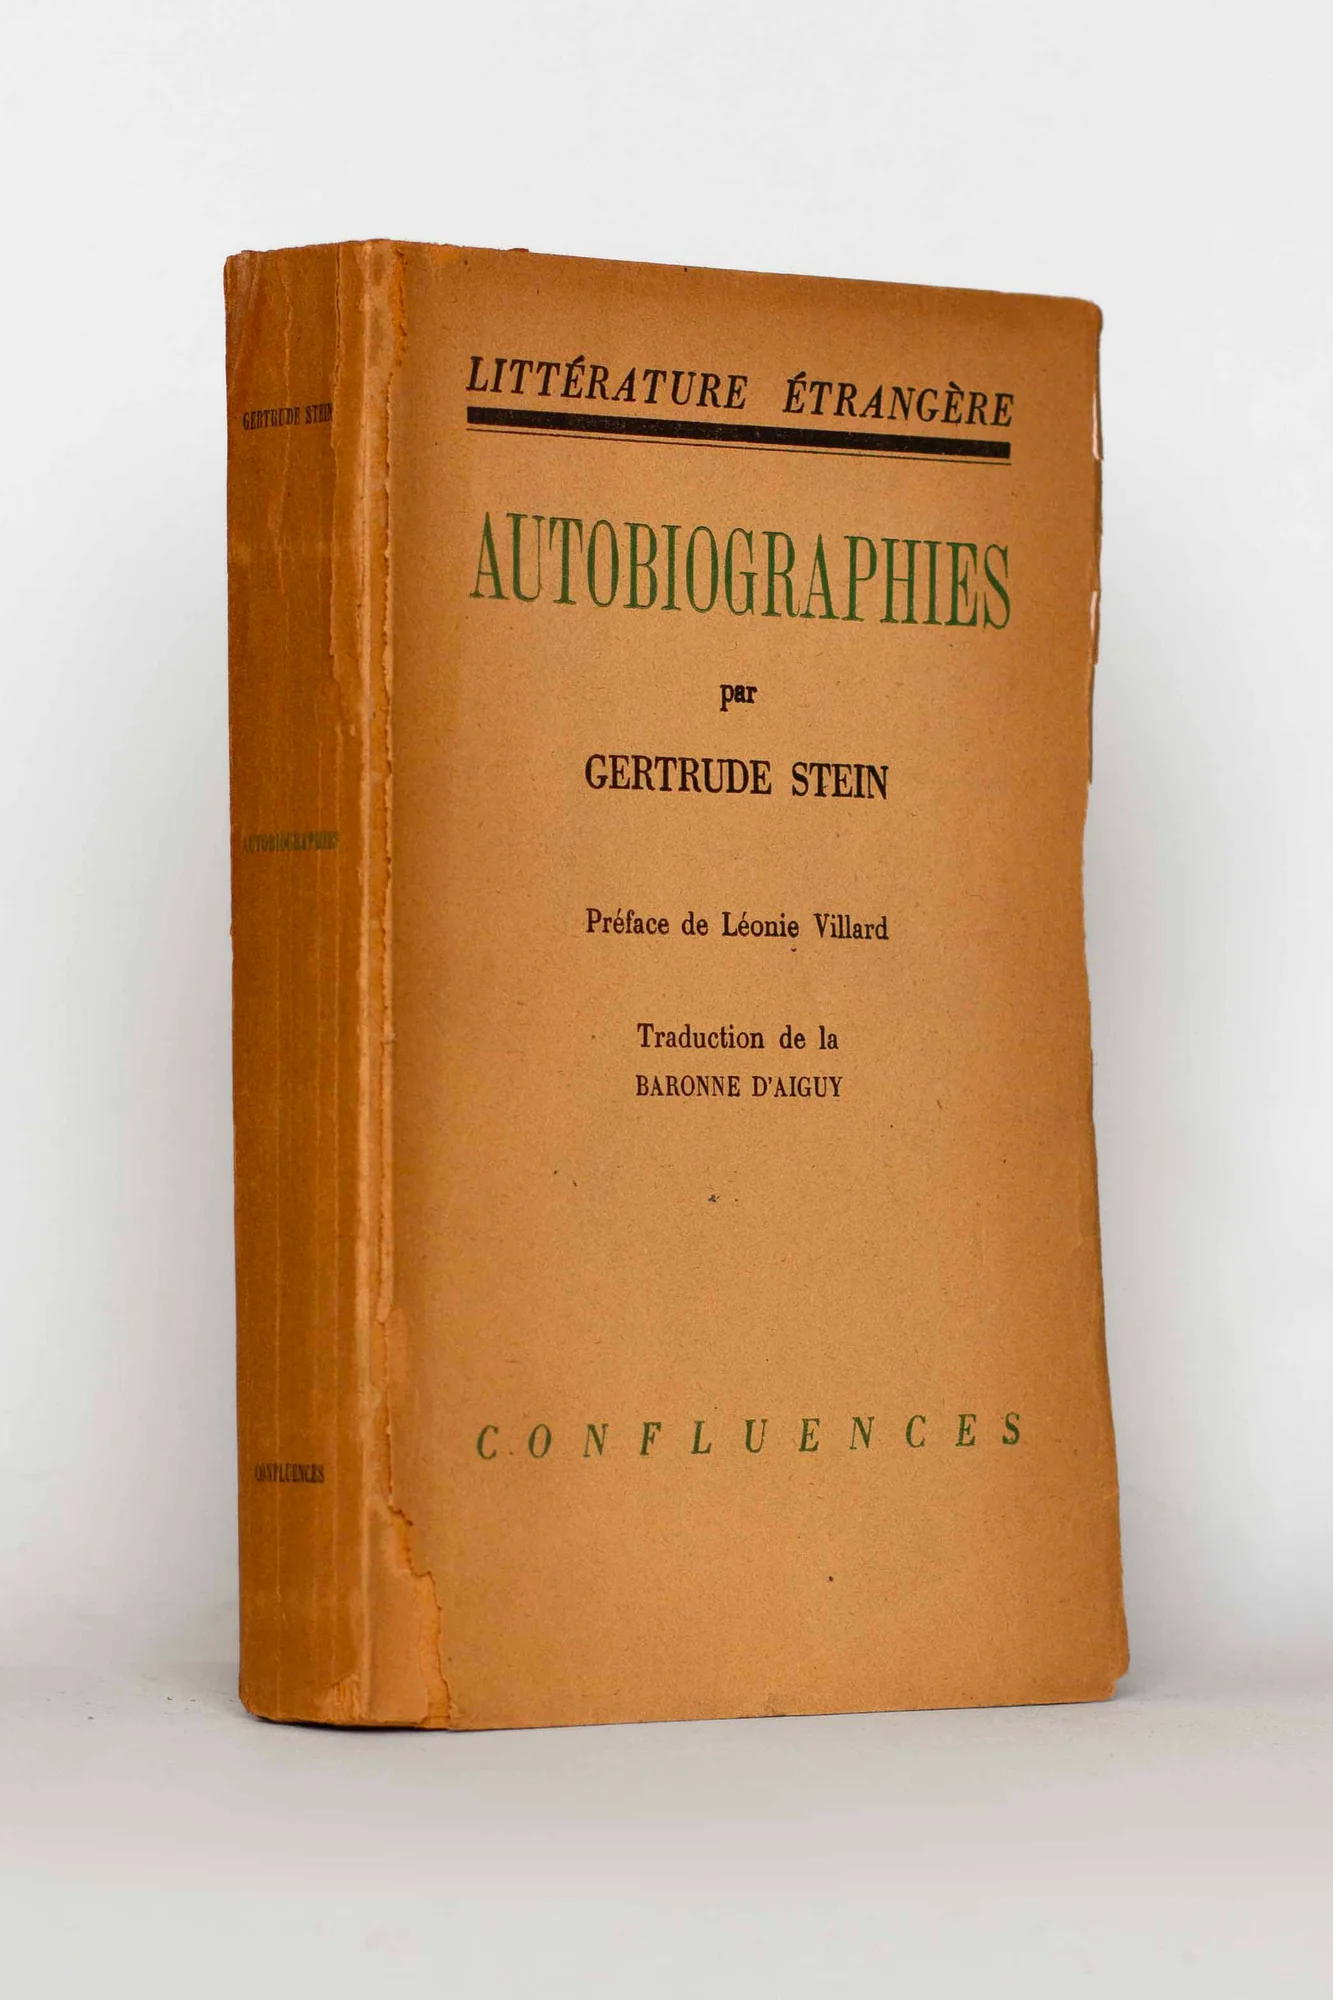 GERTRUDE STEIN
AUTOBIOGRAPHIES
CONFLUENCES
LITTÉRATURE ÉTRANGÈRE
AUTOBIOGRAPHIES
par
GERTRUDE STEIN
Préface de Léonie Villard
Traduction de la
BARONNE D'AIGUY
CONFLUENCES